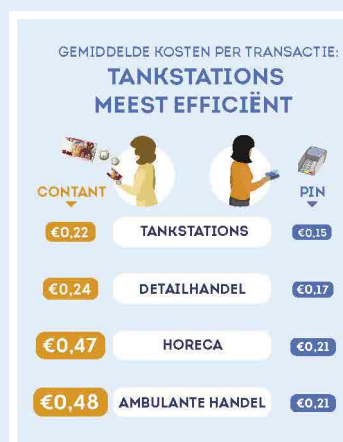 GEMIDDELDE KOSTEN PER TRANSACTIE:
TANKSTATIONS
MEEST EFFICIËNT
CONTANT PIN
€0,22 TANKSTATIONS €0,15
€0,24 DETAILHANDEL €0,17
€0,47 HORECA €0,21
€0,48 AMBULANTE HANDEL €0,21